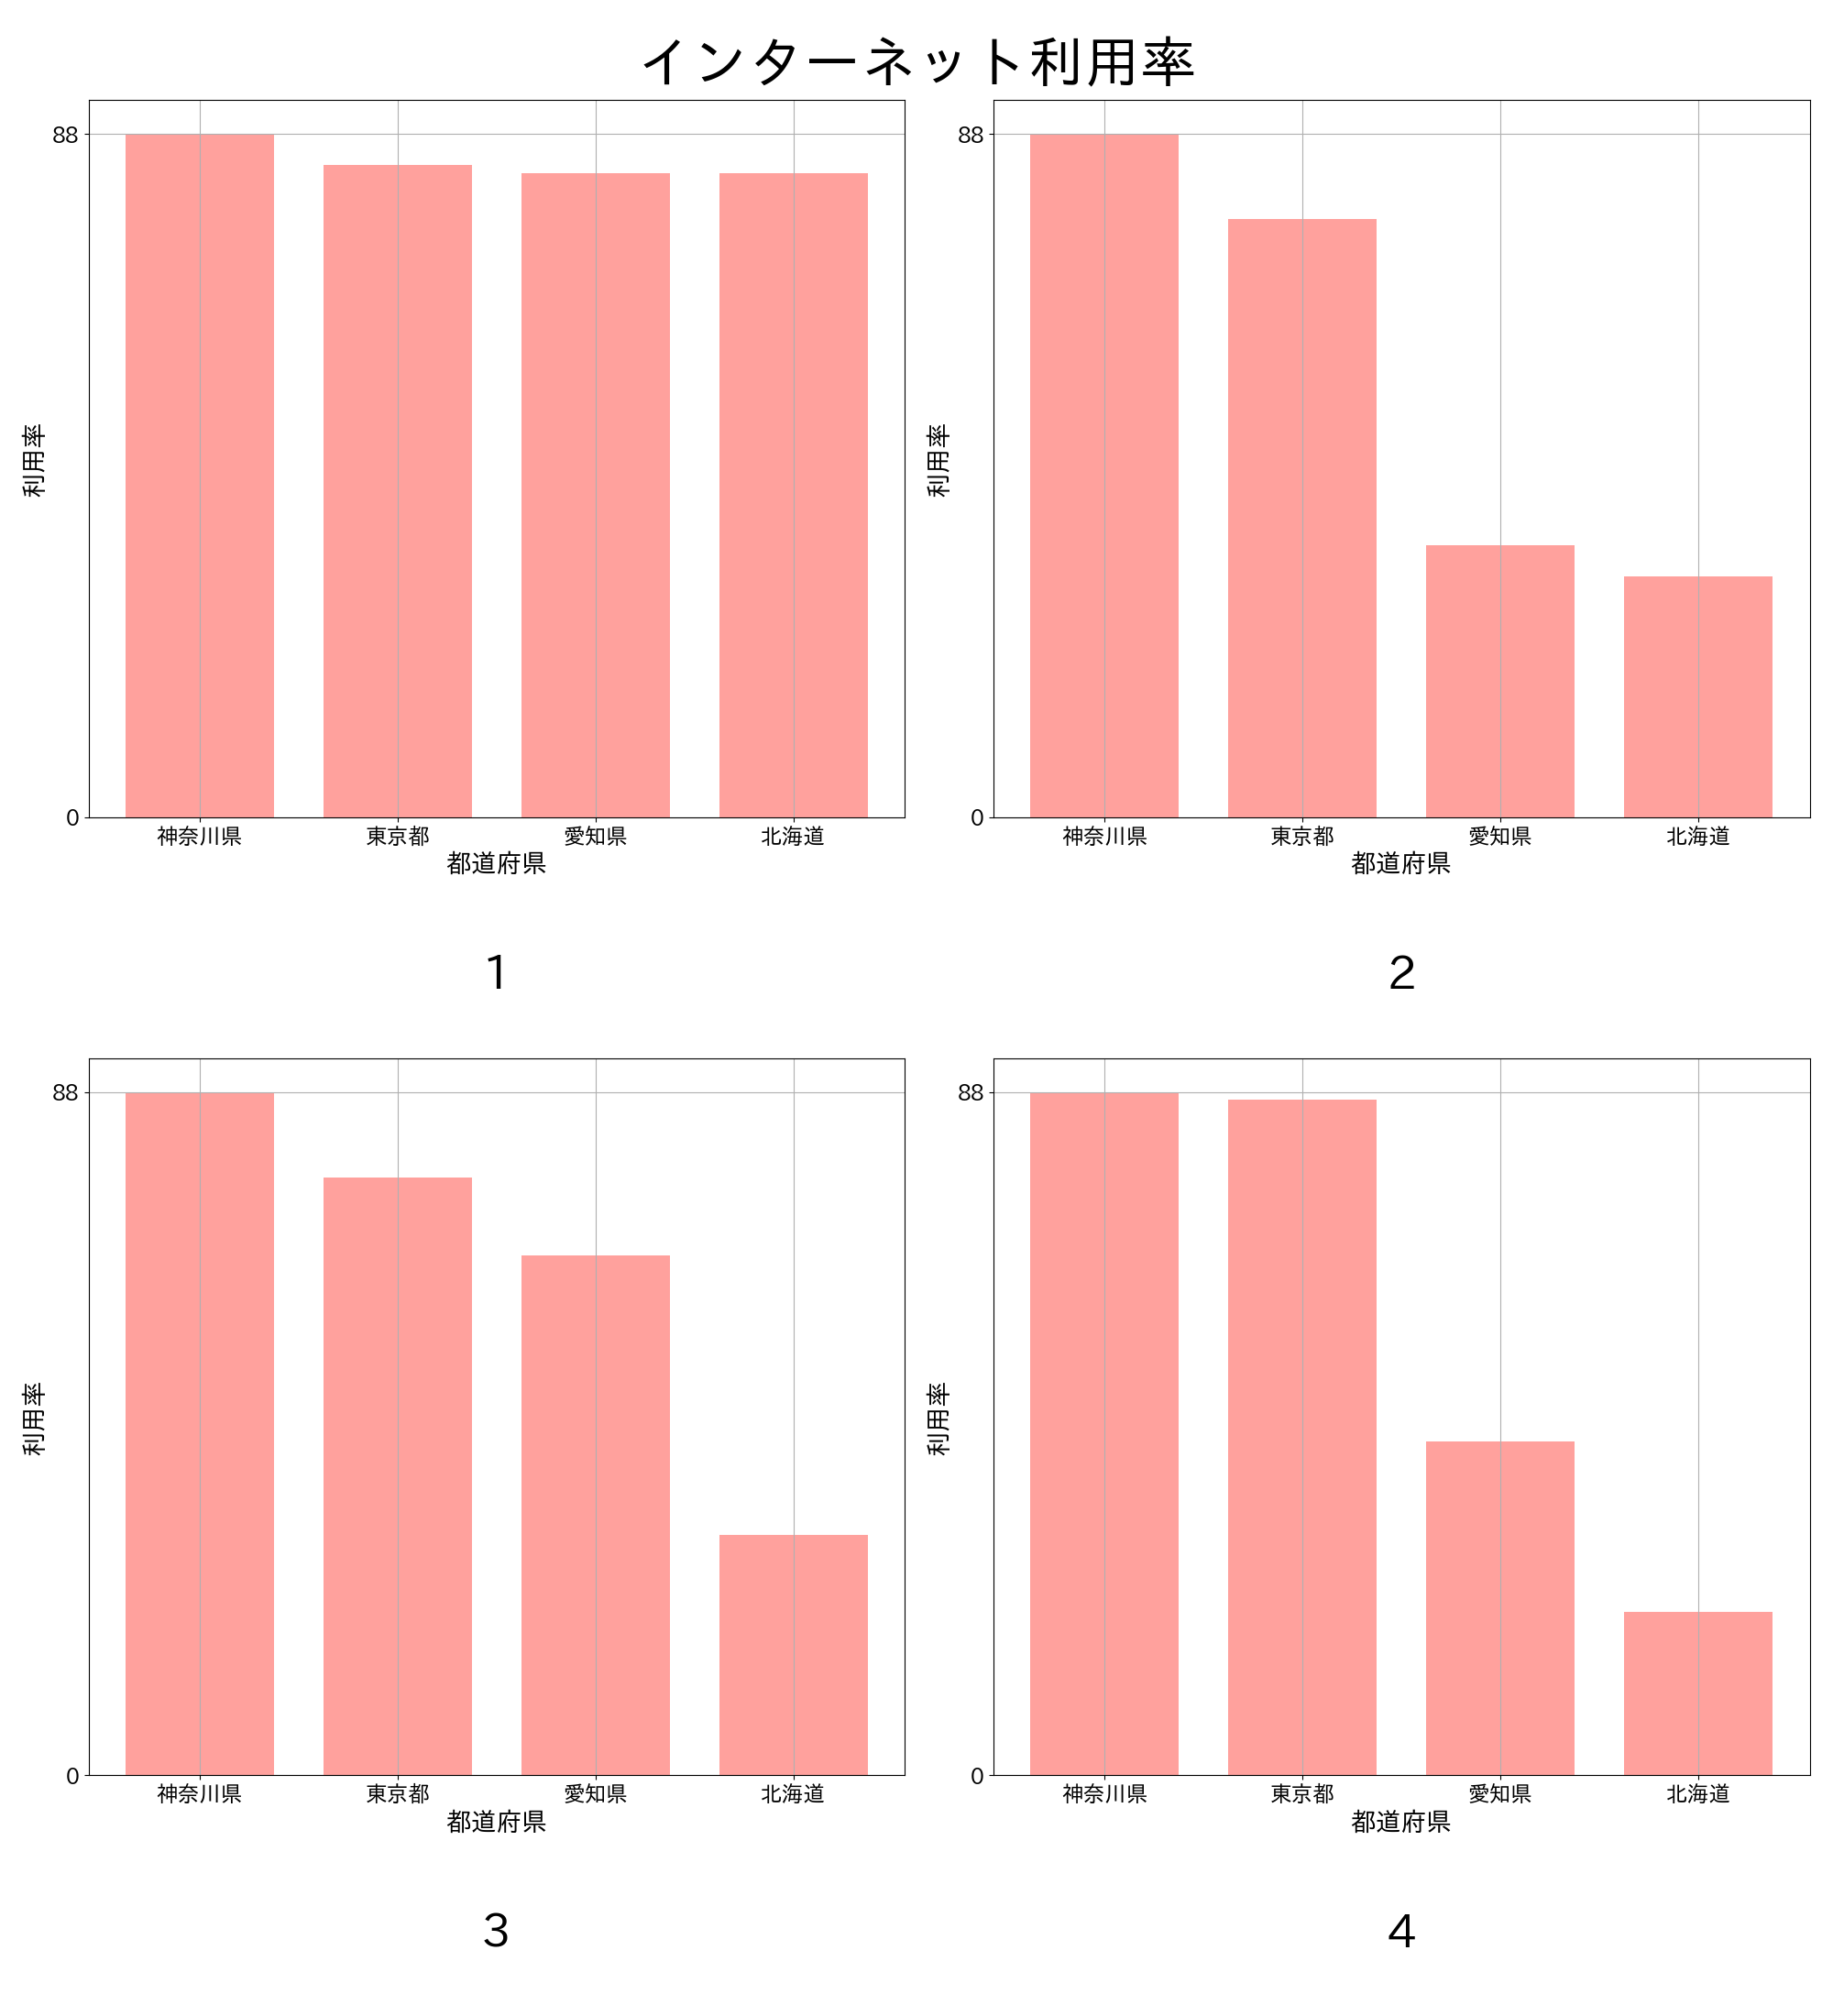 インターネット利用率
88
0
利用率
神奈川県 東京都 愛知県 北海道
都道府県
1
88
0
利用率
神奈川県 東京都 愛知県 北海道
都道府県
2
88
0
利用率
神奈川県 東京都 愛知県 北海道
都道府県
3
88
0
利用率
神奈川県 東京都 愛知県 北海道
都道府県
4